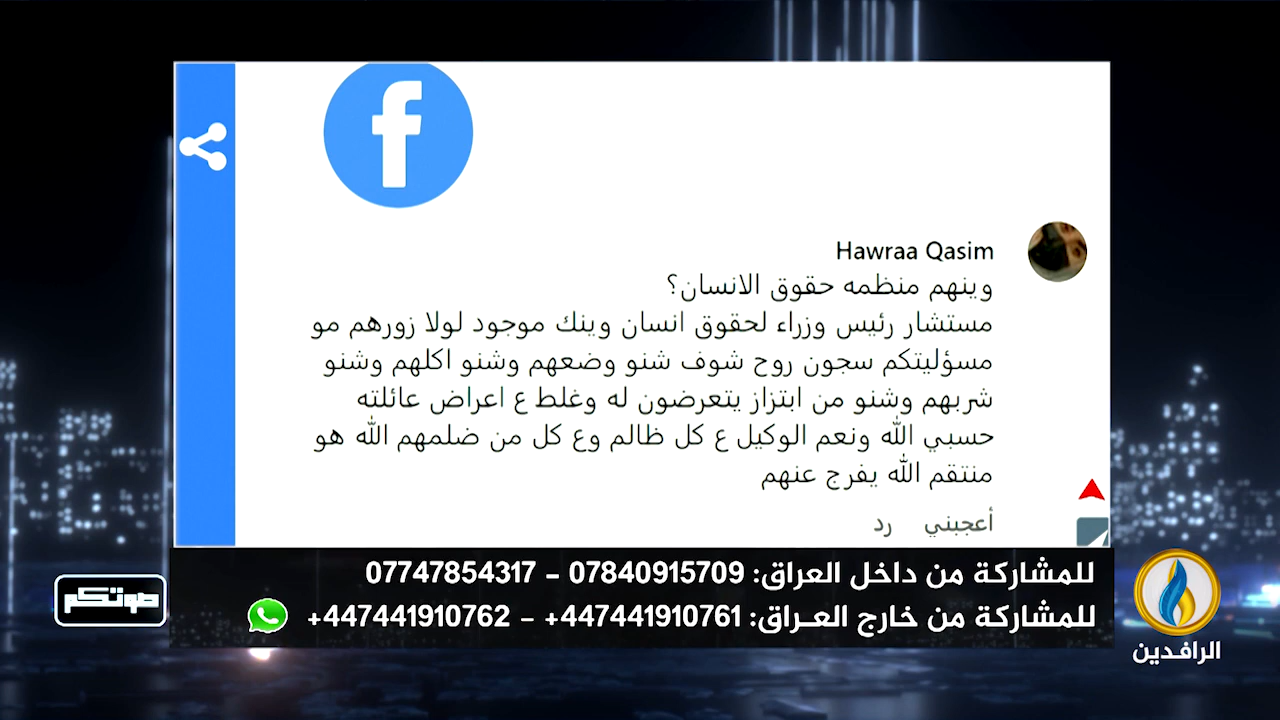 f
Hawraa Qasim
وينهم منظمه حقوق الانسان؟
مستشار رئيس وزراء لحقوق انسان وينك موجود لولا زورهم مو
مسؤليتكم سجون روح شوف شنو وضعهم وشنو اكلهم وشنو
شربهم وشنو من ابتزاز يتعرضون له وغلط ع اعراض عائلته
حسبي الله ونعم الوكيل ع كل ظالم وع كل من ضلمهم الله هو
منتقم الله يفرج عنهم
أعجبني رد
للمشاركة من داخل العراق: 07840915709 - 07747854317
للمشاركة من خارج العـراق: 447441910761+ - 447441910762+
صوتكم
الرافدين